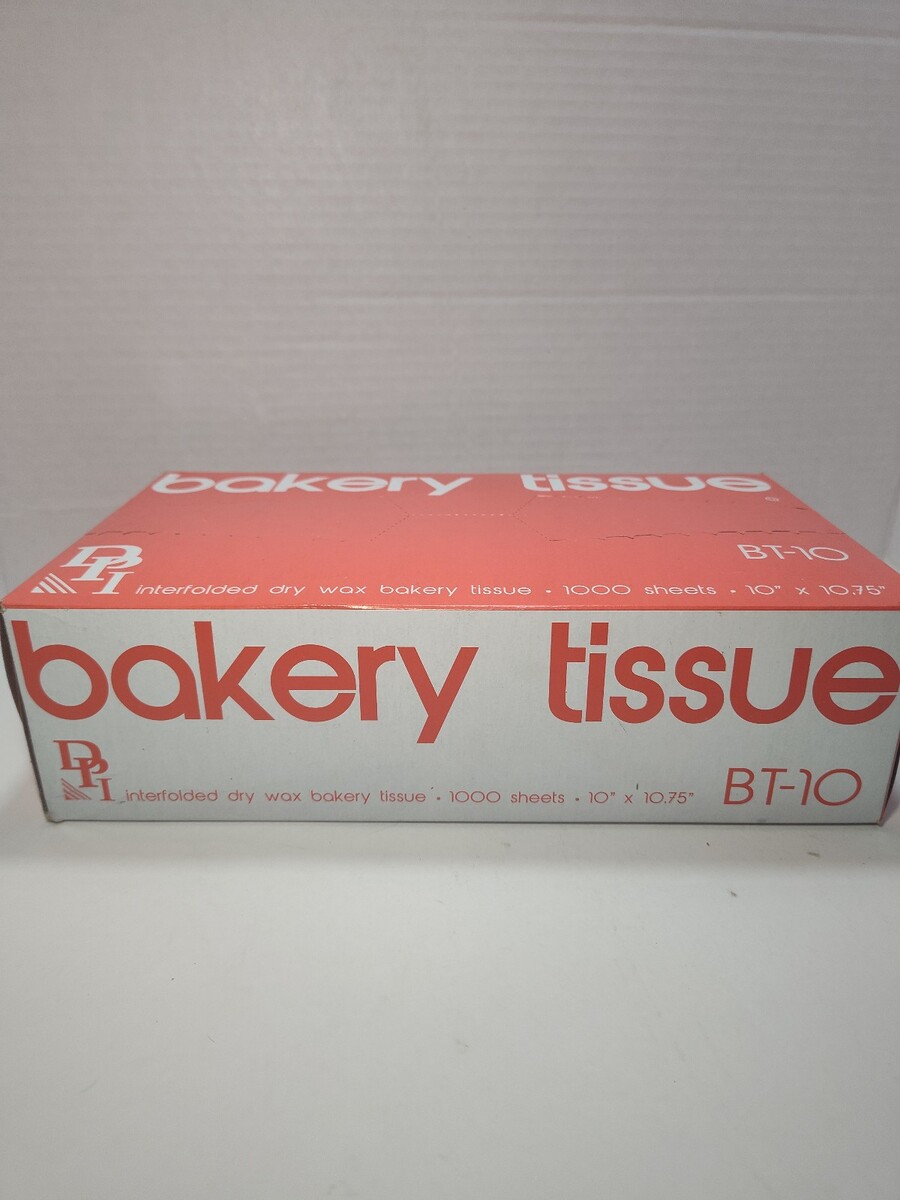 bakery tissue
BT-10
DPI
interfolded dry wax bakery tissue • 1000 sheets • 10" x 10.75"
bakery tissue
DPI
interfolded dry wax bakery tissue • 1000 sheets • 10" x 10.75"
BT-10